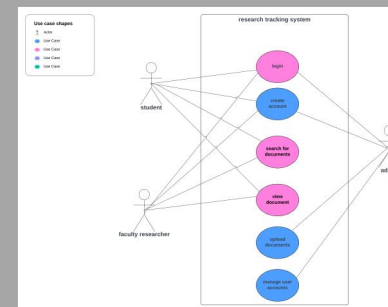 Use case shapes
Actor
Use Case
Use Case
Use Case
Use Case
research tracking system
login
create
account
student
search for
documents
view
document
faculty researcher
upload
documents
manage user
accounts